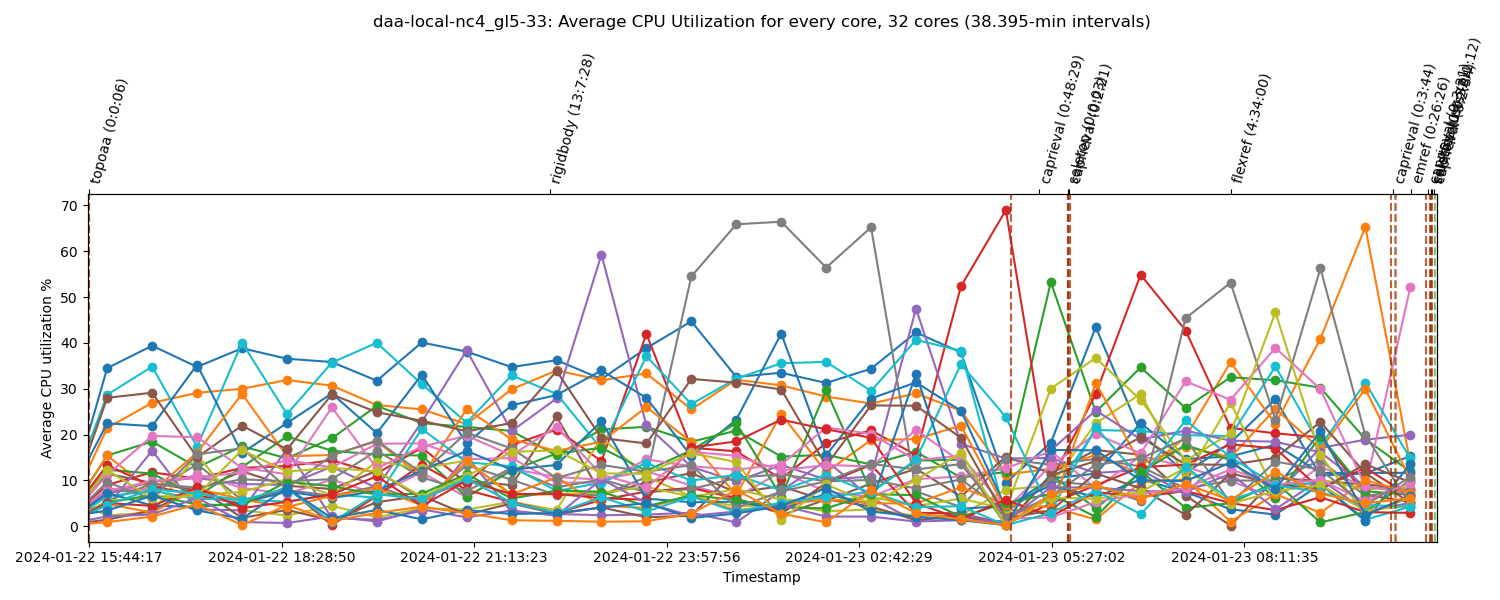 daa-local-nc4_gl5-33: Average CPU Utilization for every core, 32 cores (38.395-min intervals)
topoaa (0:0:06)
rigidbody (13:7:28)
caprieval (0:48:29)
flexref (4:34:00)
caprieval (0:3:44)
emref (0:26:26)
Average CPU utilization %
70
60
50
40
30
20
10
0
2024-01-22 15:44:17
2024-01-22 18:28:50
2024-01-22 21:13:23
2024-01-22 23:57:56
2024-01-23 02:42:29
2024-01-23 05:27:02
2024-01-23 08:11:35
Timestamp